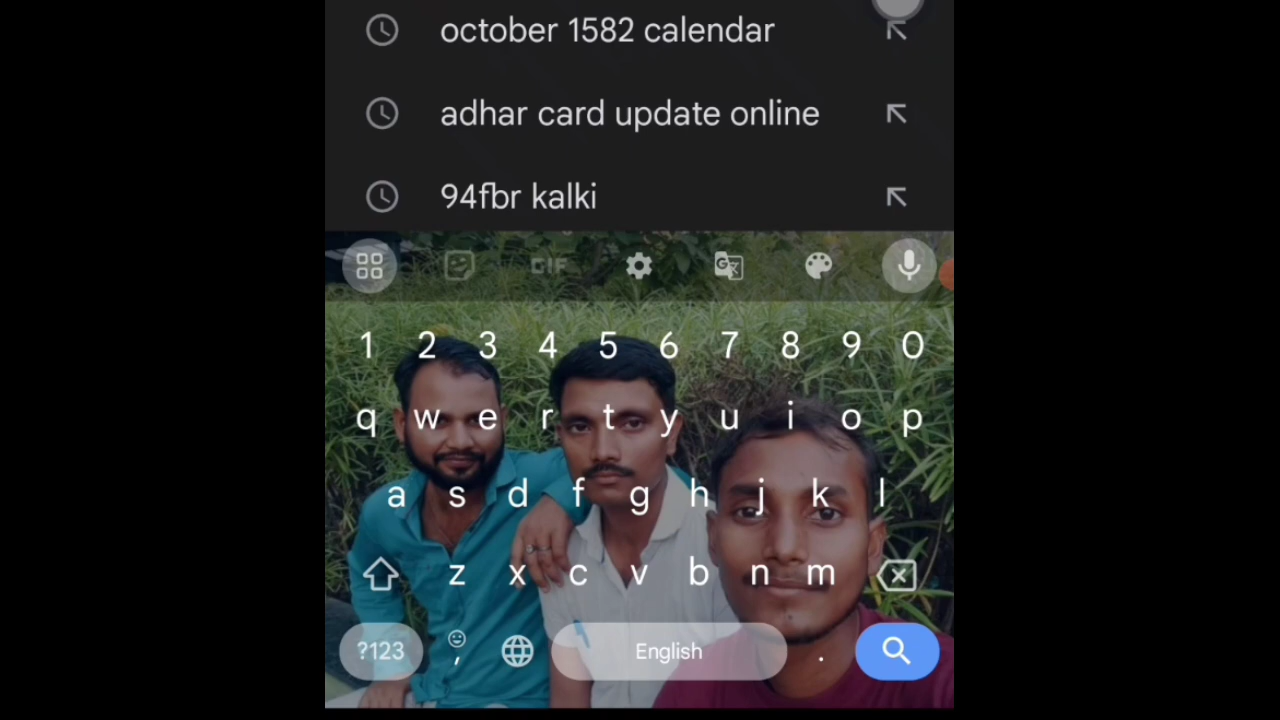 october 1582 calendar
adhar card update online
94fbr kalki
GIF
G
1 2 3 4 5 6 7 8 9 0
q w e r t y u i o p
a s d f g h j k l
z x c v b n m
?123 , English .